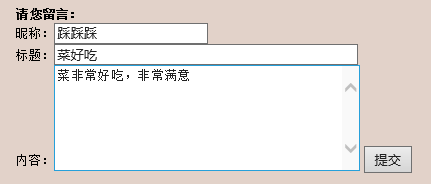 请您留言：
昵称： 踩踩踩
标题： 菜好吃
菜非常好吃，非常满意
内容： 提交